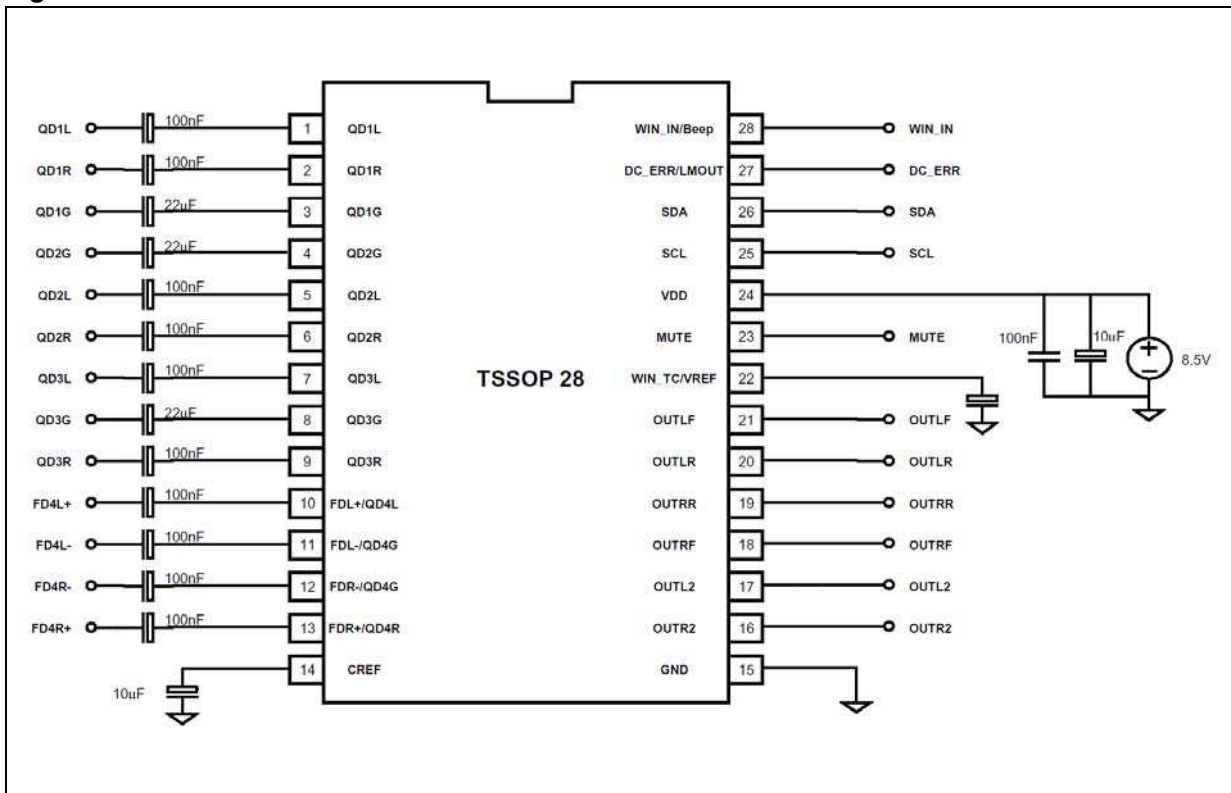 QD1L 100nF 1 QD1L WIN_IN/Beep 28 WIN_IN
QD1R 100nF 2 QD1R DC_ERR/LMOUT 27 DC_ERR
QD1G 22uF 3 QD1G SDA 26 SDA
QD2G 22uF 4 QD2G SCL 25 SCL
QD2L 100nF 5 QD2L VDD 24
QD2R 100nF 6 QD2R MUTE 23 MUTE 100nF 10uF + − 8.5V
QD3L 100nF 7 QD3L TSSOP 28 WIN_TC/VREF 22
QD3G 22uF 8 QD3G OUTLF 21 OUTLF
QD3R 100nF 9 QD3R OUTLR 20 OUTLR
FD4L+ 100nF 10 FDL+/QD4L OUTRR 19 OUTRR
FD4L- 100nF 11 FDL-/QD4G OUTRF 18 OUTRF
FD4R- 100nF 12 FDR-/QD4G OUTL2 17 OUTL2
FD4R+ 100nF 13 FDR+/QD4R OUTR2 16 OUTR2
10uF 14 CREF GND 15